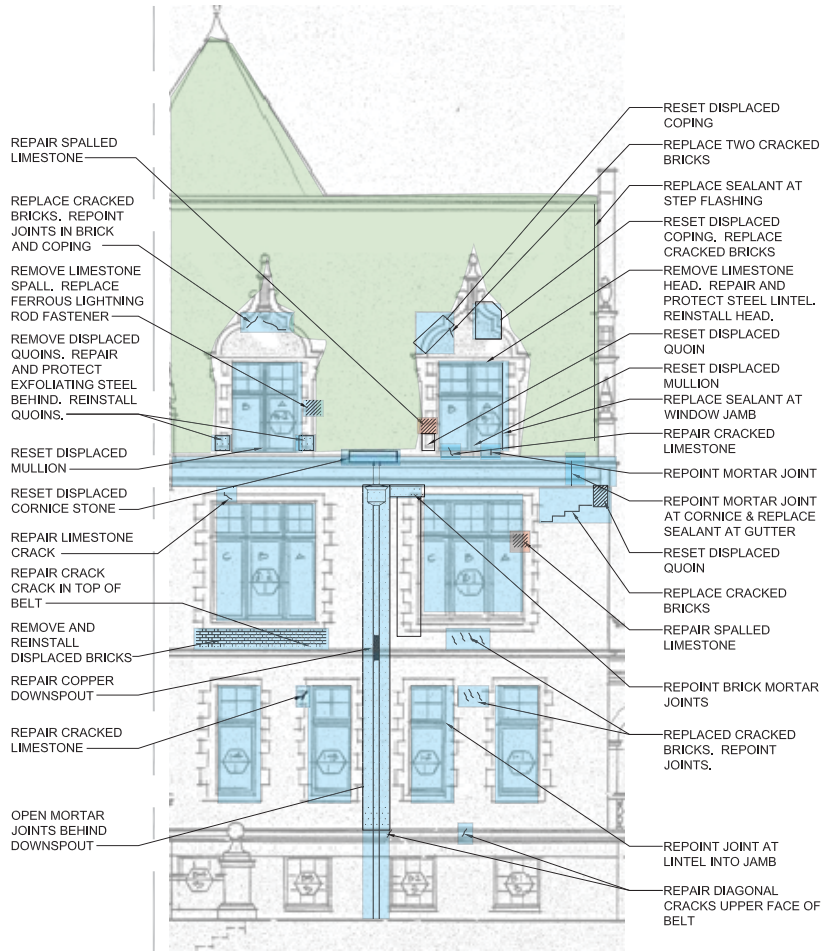 REPAIR SPALLED
LIMESTONE
REPLACE CRACKED
BRICKS. REPOINT
JOINTS IN BRICK
AND COPING
REMOVE LIMESTONE
SPALL. REPLACE
FERROUS LIGHTNING
ROD FASTENER
REMOVE DISPLACED
QUOINS. REPAIR
AND PROTECT
EXFOLIATING STEEL
BEHIND. REINSTALL
QUOINS.
RESET DISPLACED
MULLION
RESET DISPLACED
CORNICE STONE
REPAIR LIMESTONE
CRACK
REPAIR CRACK
CRACK IN TOP OF
BELT
REMOVE AND
REINSTALL
DISPLACED BRICKS
REPAIR COPPER
DOWNSPOUT
REPAIR CRACKED
LIMESTONE
OPEN MORTAR
JOINTS BEHIND
DOWNSPOUT
RESET DISPLACED
COPING
REPLACE TWO CRACKED
BRICKS
REPLACE SEALANT AT
STEP FLASHING
RESET DISPLACED
COPING. REPLACE
CRACKED BRICKS
REMOVE LIMESTONE
HEAD. REPAIR AND
PROTECT STEEL LINTEL.
REINSTALL HEAD.
RESET DISPLACED
QUOIN
RESET DISPLACED
MULLION
REPLACE SEALANT AT
WINDOW JAMB
REPAIR CRACKED
LIMESTONE
REPOINT MORTAR JOINT
REPOINT MORTAR JOINT
AT CORNICE & REPLACE
SEALANT AT GUTTER
RESET DISPLACED
QUOIN
REPLACE CRACKED
BRICKS
REPAIR SPALLED
LIMESTONE
REPOINT BRICK MORTAR
JOINTS
REPLACED CRACKED
BRICKS. REPOINT
JOINTS.
REPOINT JOINT AT
LINTEL INTO JAMB
REPAIR DIAGONAL
CRACKS UPPER FACE OF
BELT